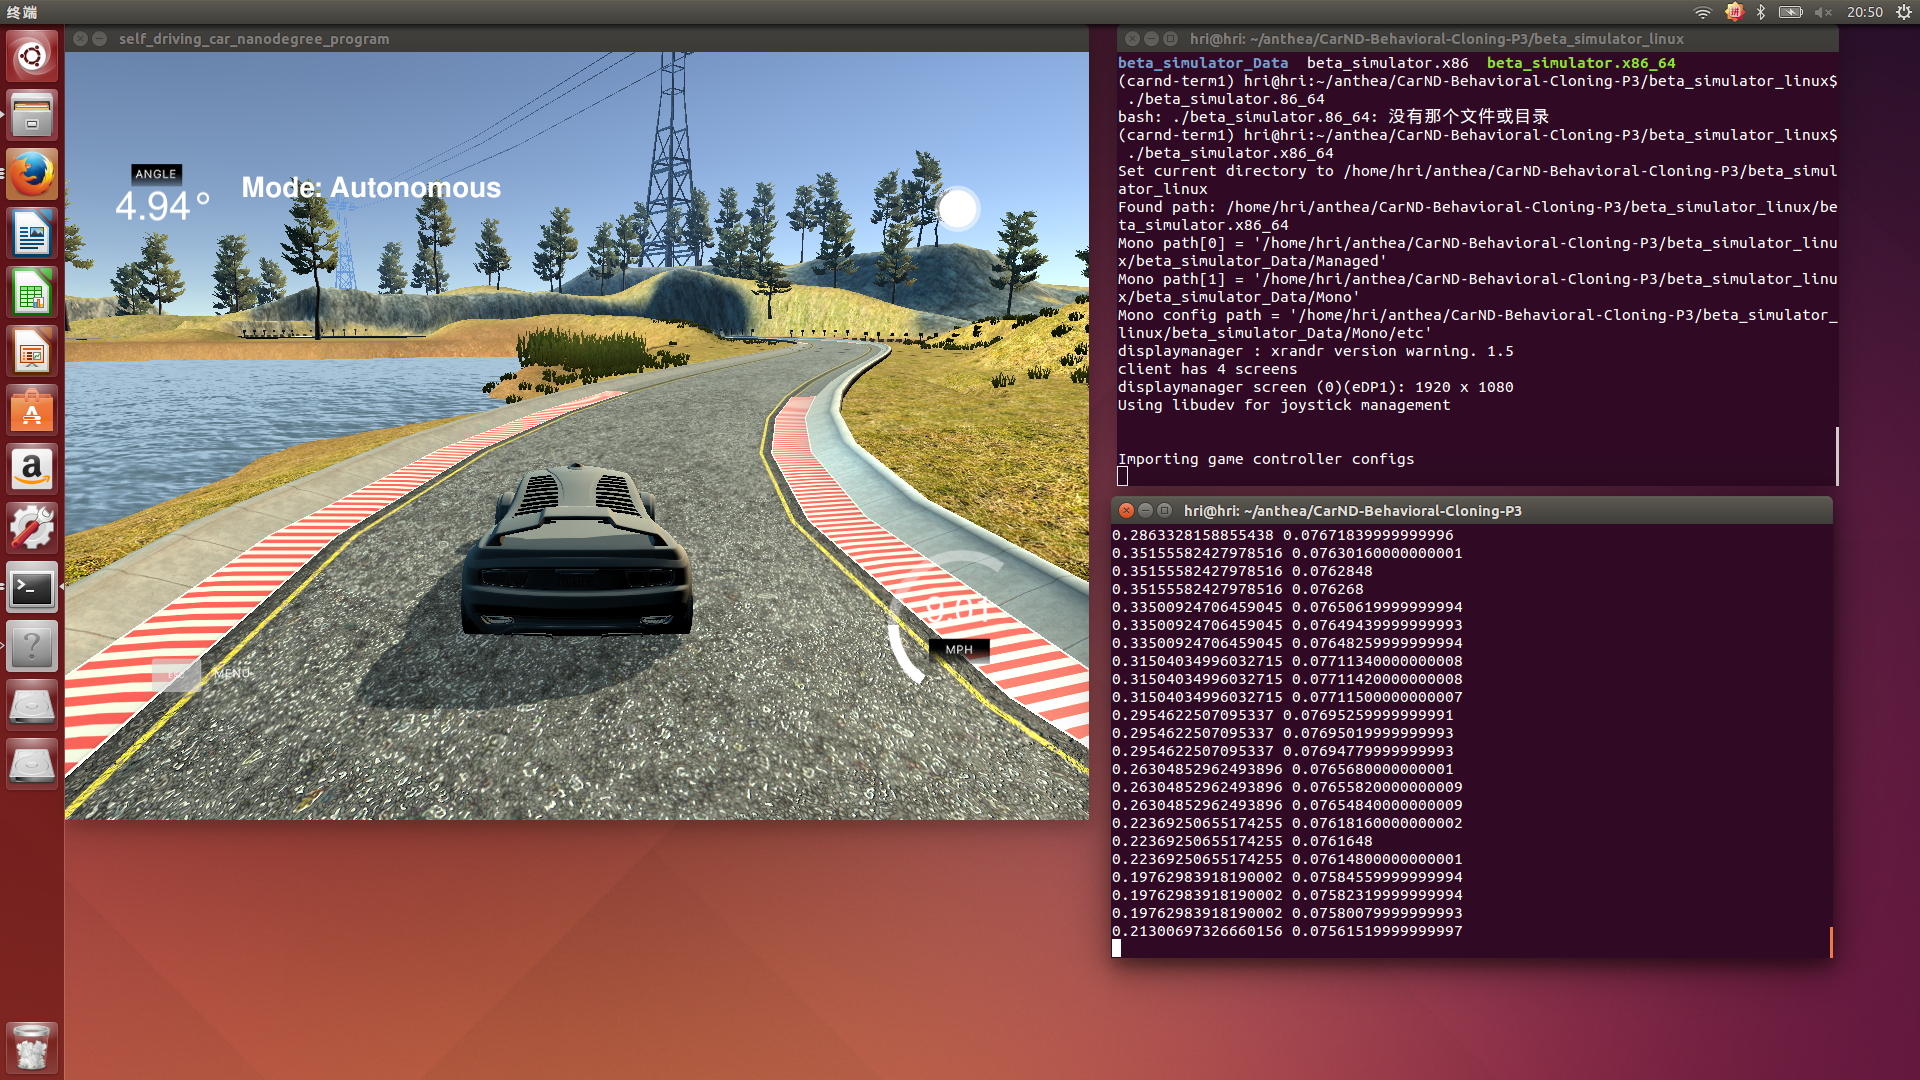 终端
20:50
self_driving_car_nanodegree_program
ANGLE
4.94°
Mode: Autonomous
MPH
MENU
hri@hri: ~/anthea/CarND-Behavioral-Cloning-P3/beta_simulator_linux
beta_simulator_Data  beta_simulator.x86  beta_simulator.x86_64
(carnd-term1) hri@hri:~/anthea/CarND-Behavioral-Cloning-P3/beta_simulator_linux$
./beta_simulator.86_64
bash: ./beta_simulator.86_64: 没有那个文件或目录
(carnd-term1) hri@hri:~/anthea/CarND-Behavioral-Cloning-P3/beta_simulator_linux$
./beta_simulator.x86_64
Set current directory to /home/hri/anthea/CarND-Behavioral-Cloning-P3/beta_simul
ator_linux
Found path: /home/hri/anthea/CarND-Behavioral-Cloning-P3/beta_simulator_linux/be
ta_simulator.x86_64
Mono path[0] = '/home/hri/anthea/CarND-Behavioral-Cloning-P3/beta_simulator_linu
x/beta_simulator_Data/Managed'
Mono path[1] = '/home/hri/anthea/CarND-Behavioral-Cloning-P3/beta_simulator_linu
x/beta_simulator_Data/Mono'
Mono config path = '/home/hri/anthea/CarND-Behavioral-Cloning-P3/beta_simulator_
linux/beta_simulator_Data/Mono/etc'
displaymanager : xrandr version warning. 1.5
client has 4 screens
displaymanager screen (0)(eDP1): 1920 x 1080
Using libudev for joystick management
Importing game controller configs
hri@hri: ~/anthea/CarND-Behavioral-Cloning-P3
0.2863328158855438 0.07671839999999996
0.35155582427978516 0.07630160000000001
0.35155582427978516 0.0762848
0.35155582427978516 0.076268
0.33500924706459045 0.07650619999999994
0.33500924706459045 0.07649439999999993
0.33500924706459045 0.07648259999999994
0.31504034996032715 0.07711340000000008
0.31504034996032715 0.07711420000000008
0.31504034996032715 0.07711500000000007
0.2954622507095337 0.07695259999999991
0.2954622507095337 0.07695019999999993
0.2954622507095337 0.07694779999999993
0.26304852962493896 0.0765680000000001
0.26304852962493896 0.07655820000000009
0.26304852962493896 0.07654840000000009
0.22369250655174255 0.07618160000000002
0.22369250655174255 0.0761648
0.22369250655174255 0.07614800000000001
0.19762983918190002 0.07584559999999994
0.19762983918190002 0.07582319999999994
0.19762983918190002 0.07580079999999993
0.21300697326660156 0.07561519999999997